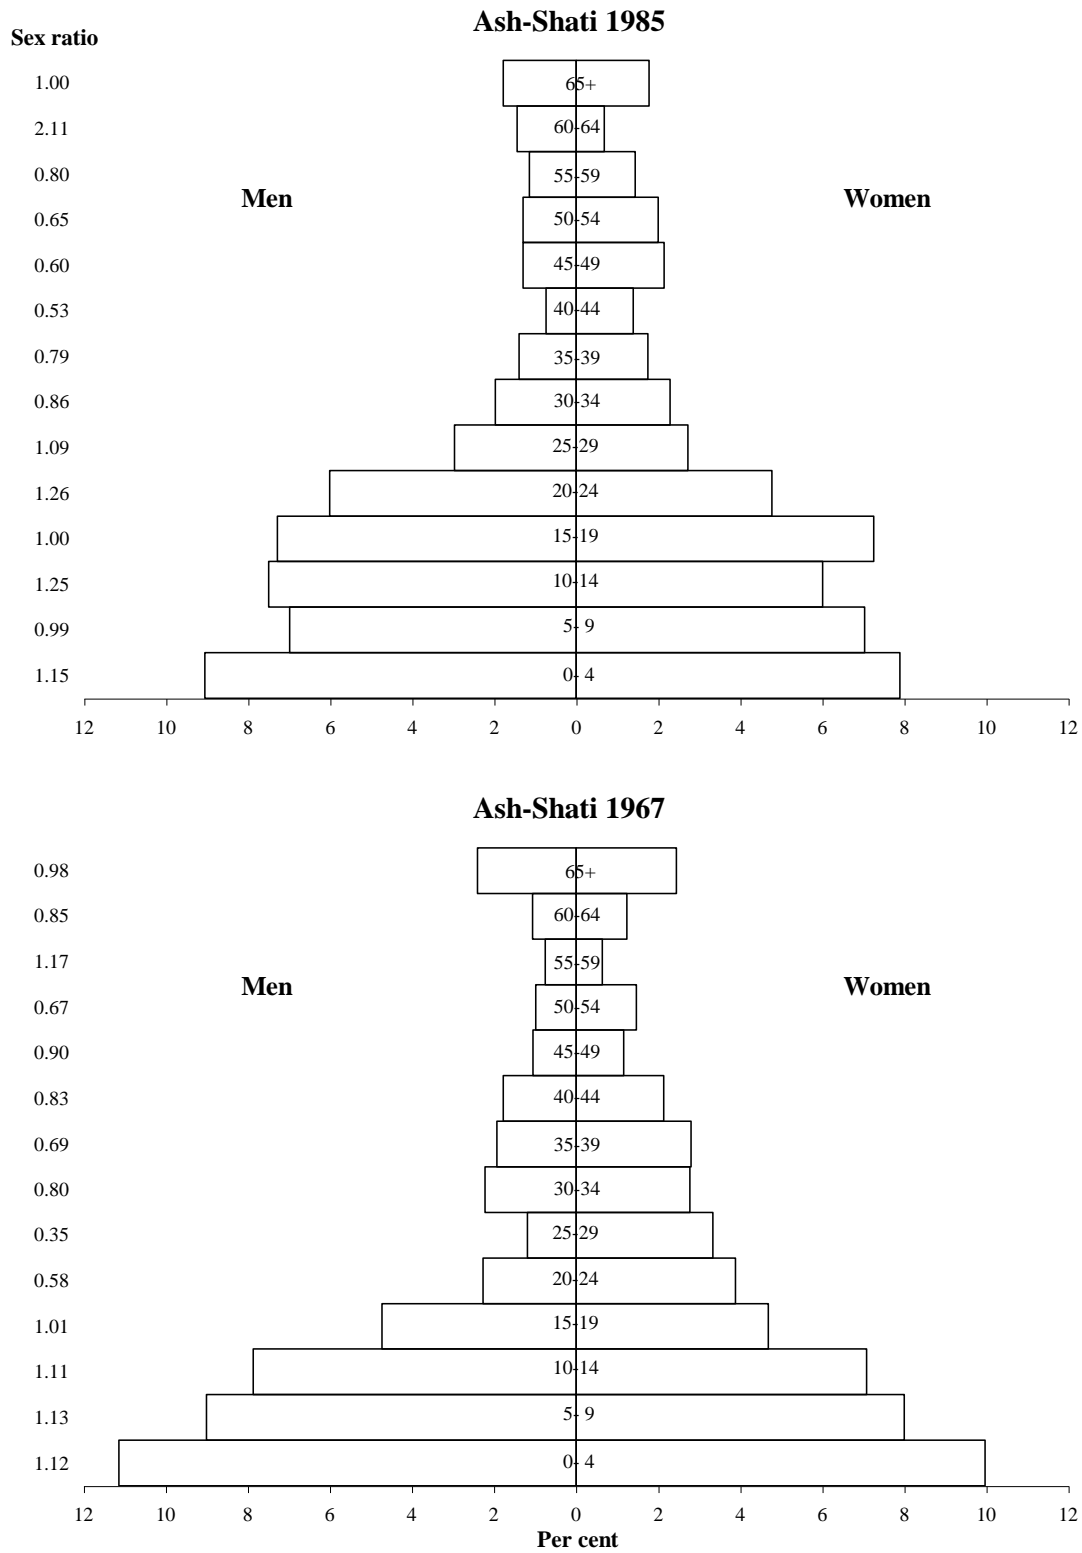 Ash-Shati 1985
Sex ratio
1.00 65+
2.11 60-64
0.80 55-59
Men Women
0.65 50-54
0.60 45-49
0.53 40-44
0.79 35-39
0.86 30-34
1.09 25-29
1.26 20-24
1.00 15-19
1.25 10-14
0.99 5- 9
1.15 0- 4
12 10 8 6 4 2 0 2 4 6 8 10 12
Ash-Shati 1967
0.98 65+
0.85 60-64
1.17 55-59
Men Women
0.67 50-54
0.90 45-49
0.83 40-44
0.69 35-39
0.80 30-34
0.35 25-29
0.58 20-24
1.01 15-19
1.11 10-14
1.13 5- 9
1.12 0- 4
12 10 8 6 4 2 0 2 4 6 8 10 12
Per cent